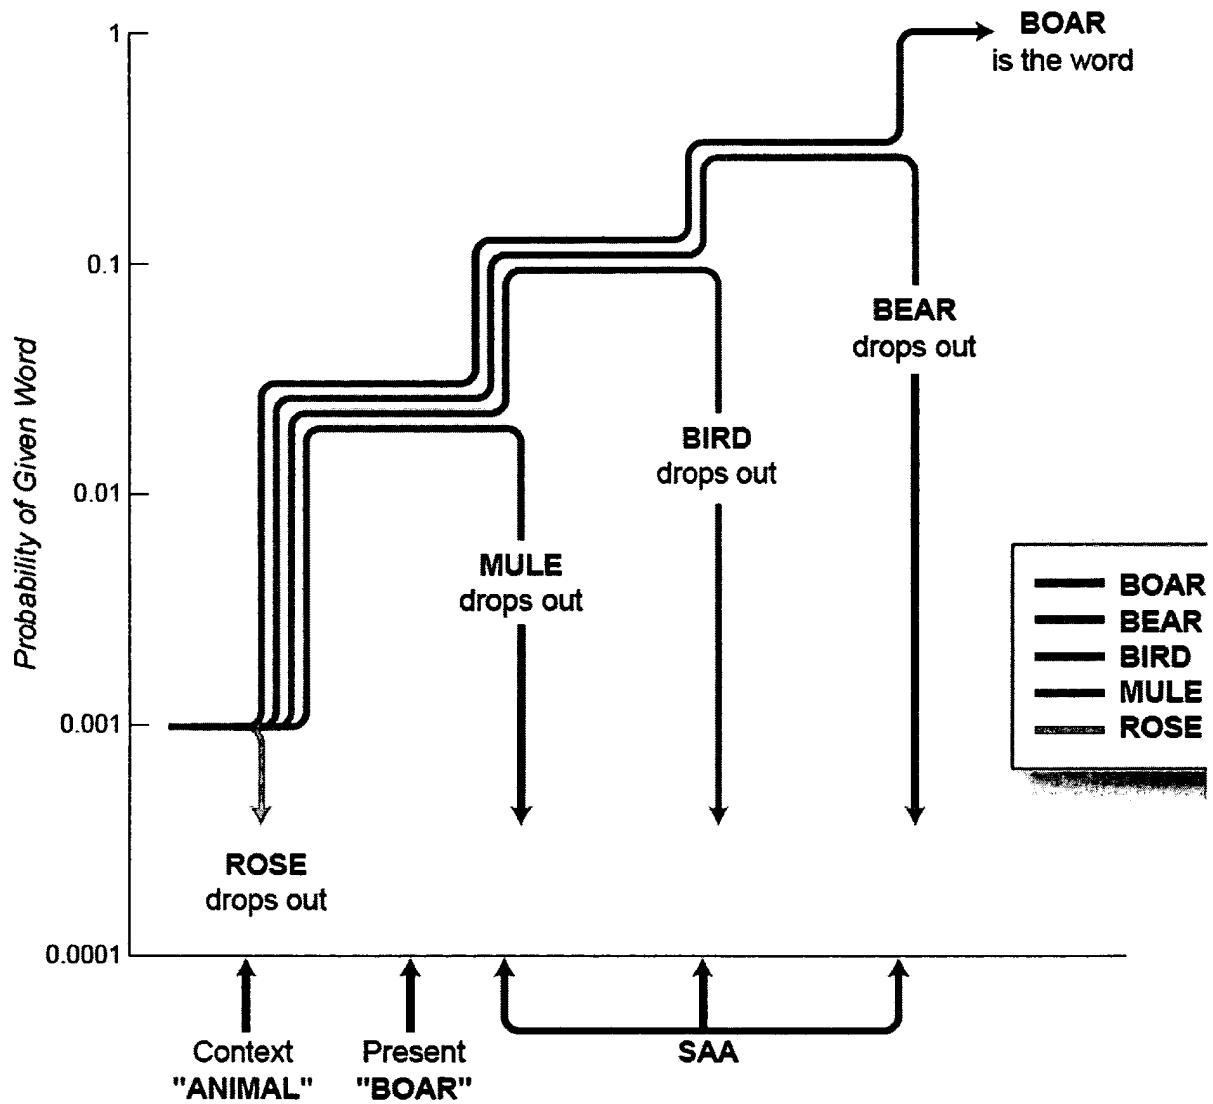 1
BOAR
is the word
0.1
BEAR
drops out
BIRD
drops out
0.01
MULE
drops out
0.001
ROSE
drops out
0.0001
Probability of Given Word
BOAR
BEAR
BIRD
MULE
ROSE
Context
"ANIMAL"
Present
"BOAR"
SAA